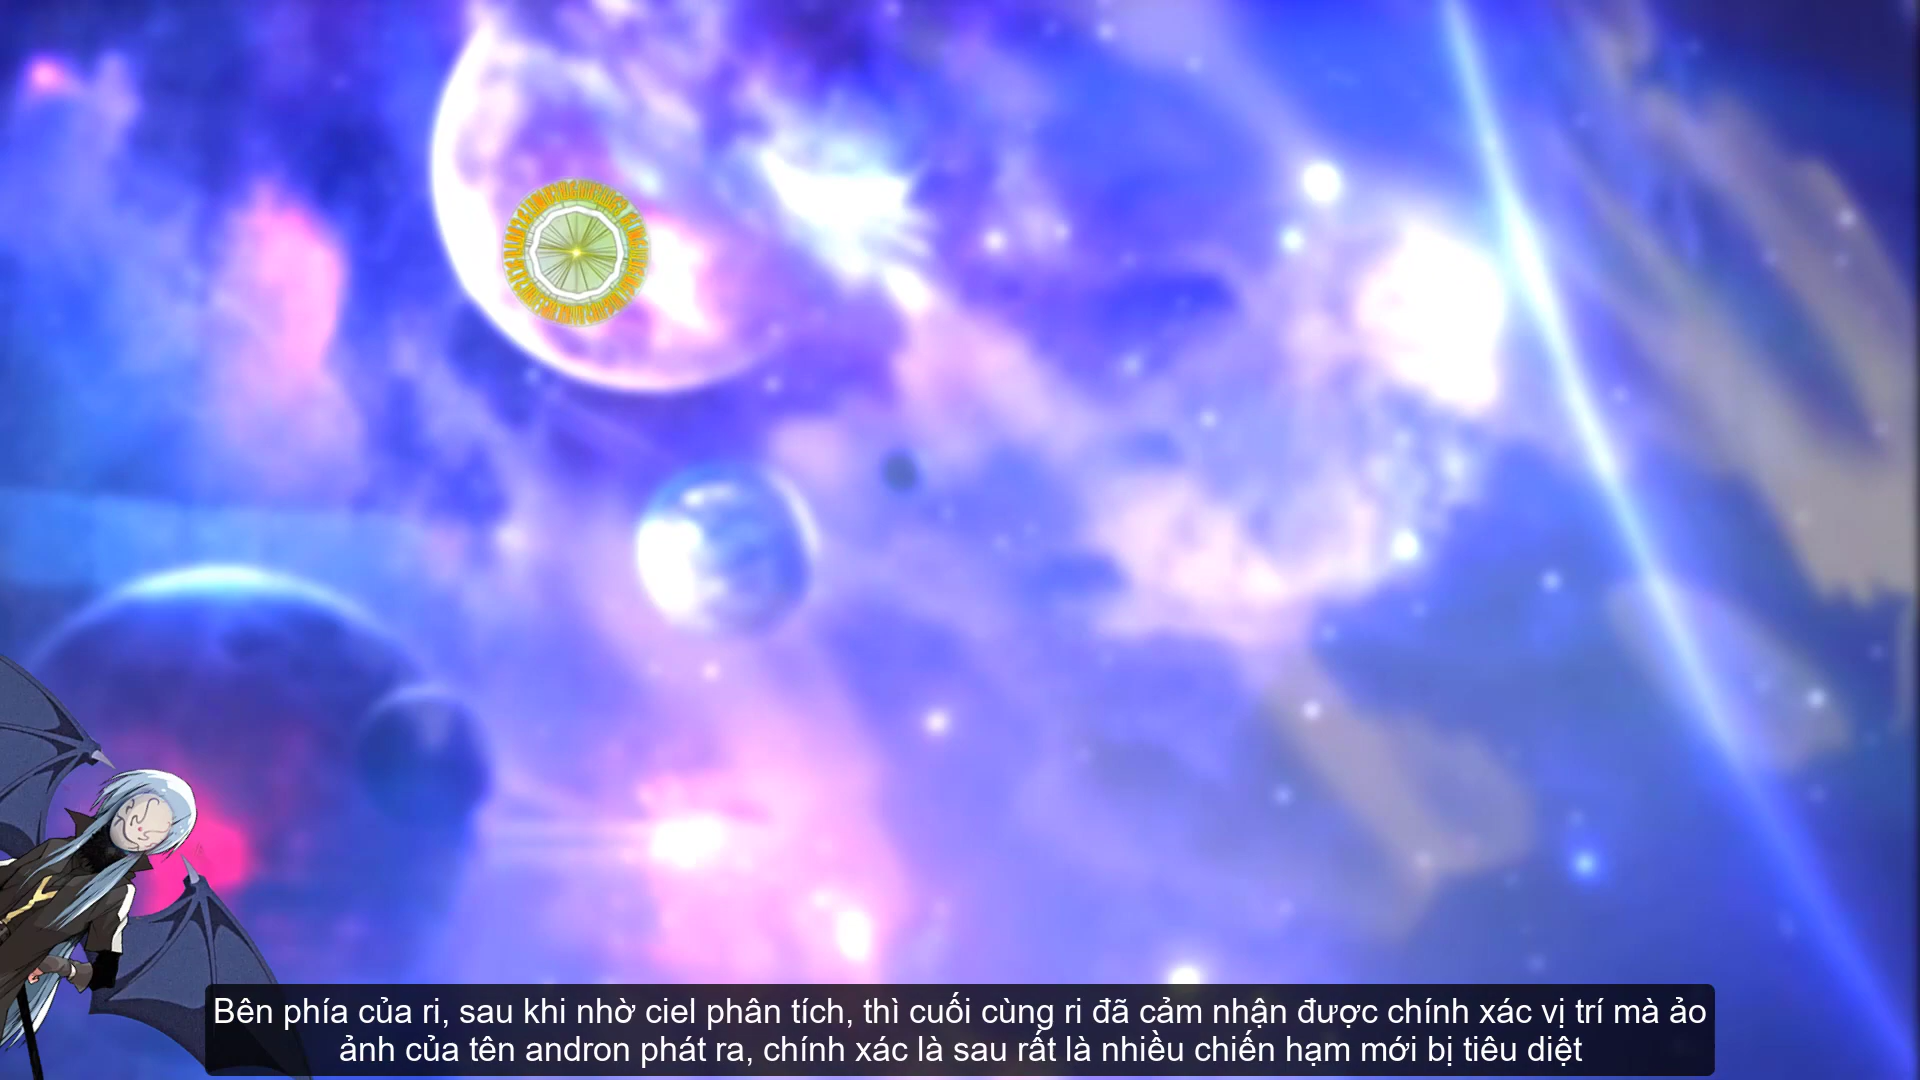 Bên phía của ri, sau khi nhờ ciel phân tích, thì cuối cùng ri đã cảm nhận được chính xác vị trí mà ảo
ảnh của tên andron phát ra, chính xác là sau rất là nhiều chiến hạm mới bị tiêu diệt